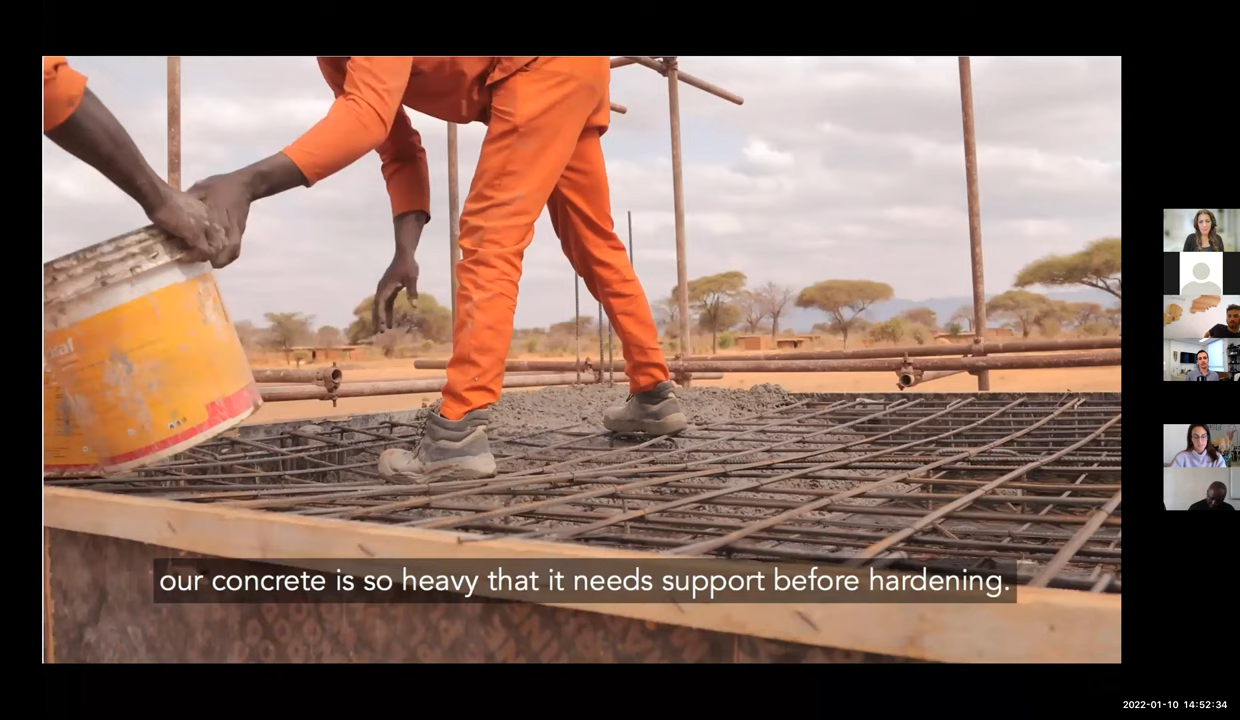 our concrete is so heavy that it needs support before hardening.
2022-01-10 14:52:34